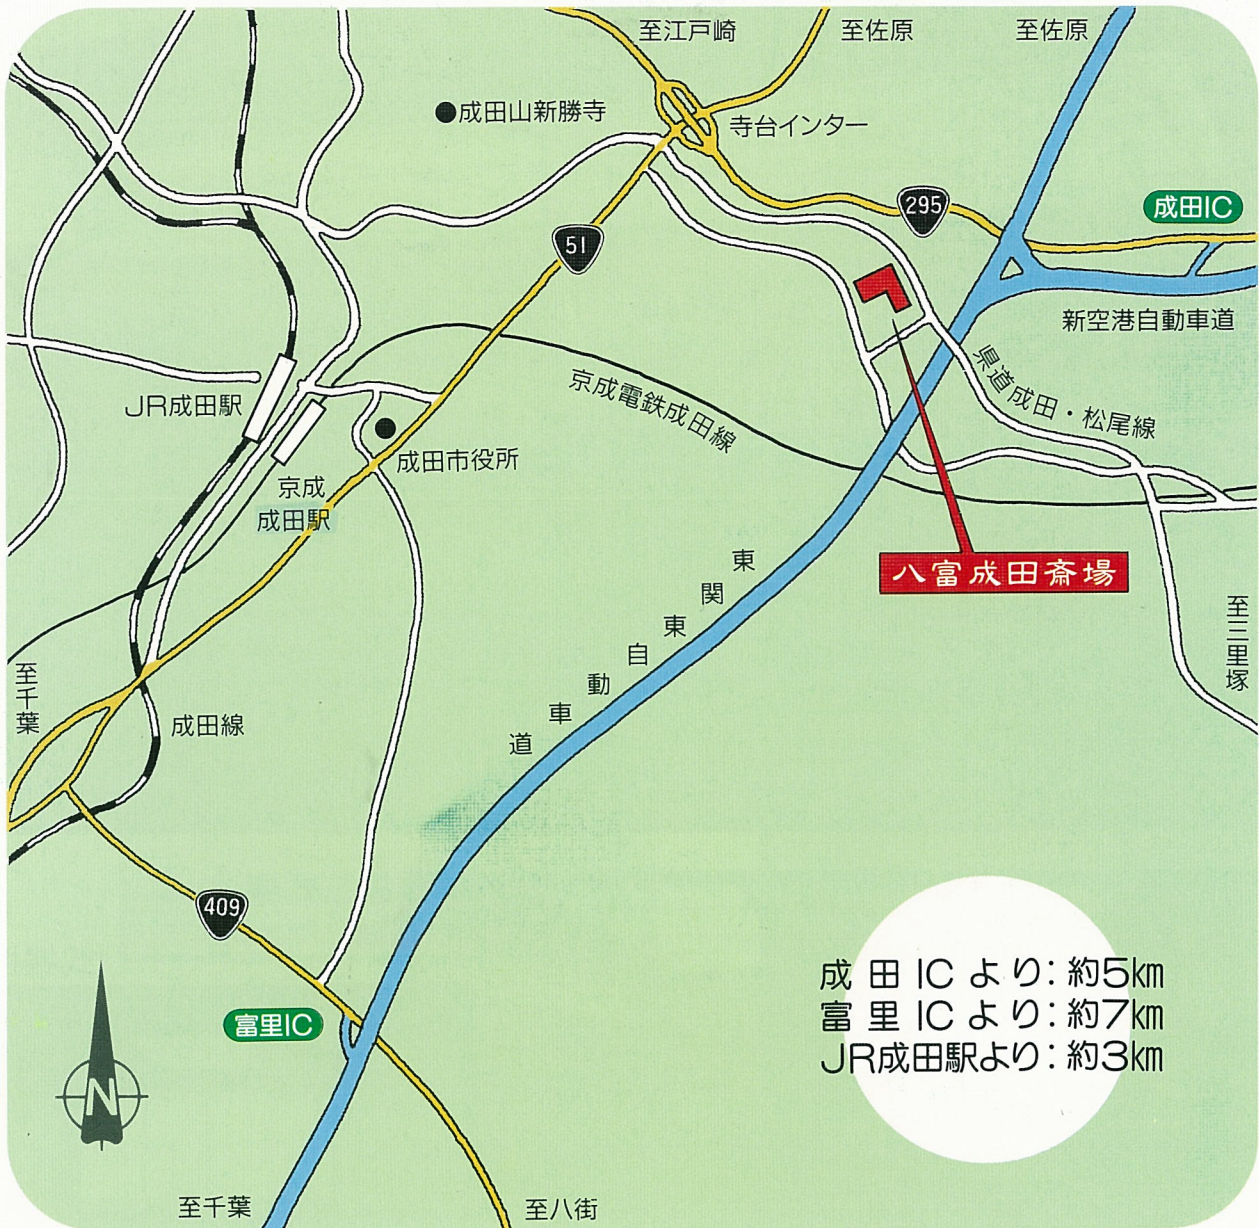 至江戸崎
至佐原
至佐原
●成田山新勝寺
寺台インター
295
成田IC
51
新空港自動車道
県道成田・松尾線
京成電鉄成田線
JR成田駅
成田市役所
京成
成田駅
八富成田斎場
東関東自動車道
至三里塚
至千葉
成田線
409
富里IC
成田ICより:約5km
富里ICより:約7km
JR成田駅より:約3km
N
至千葉
至八街